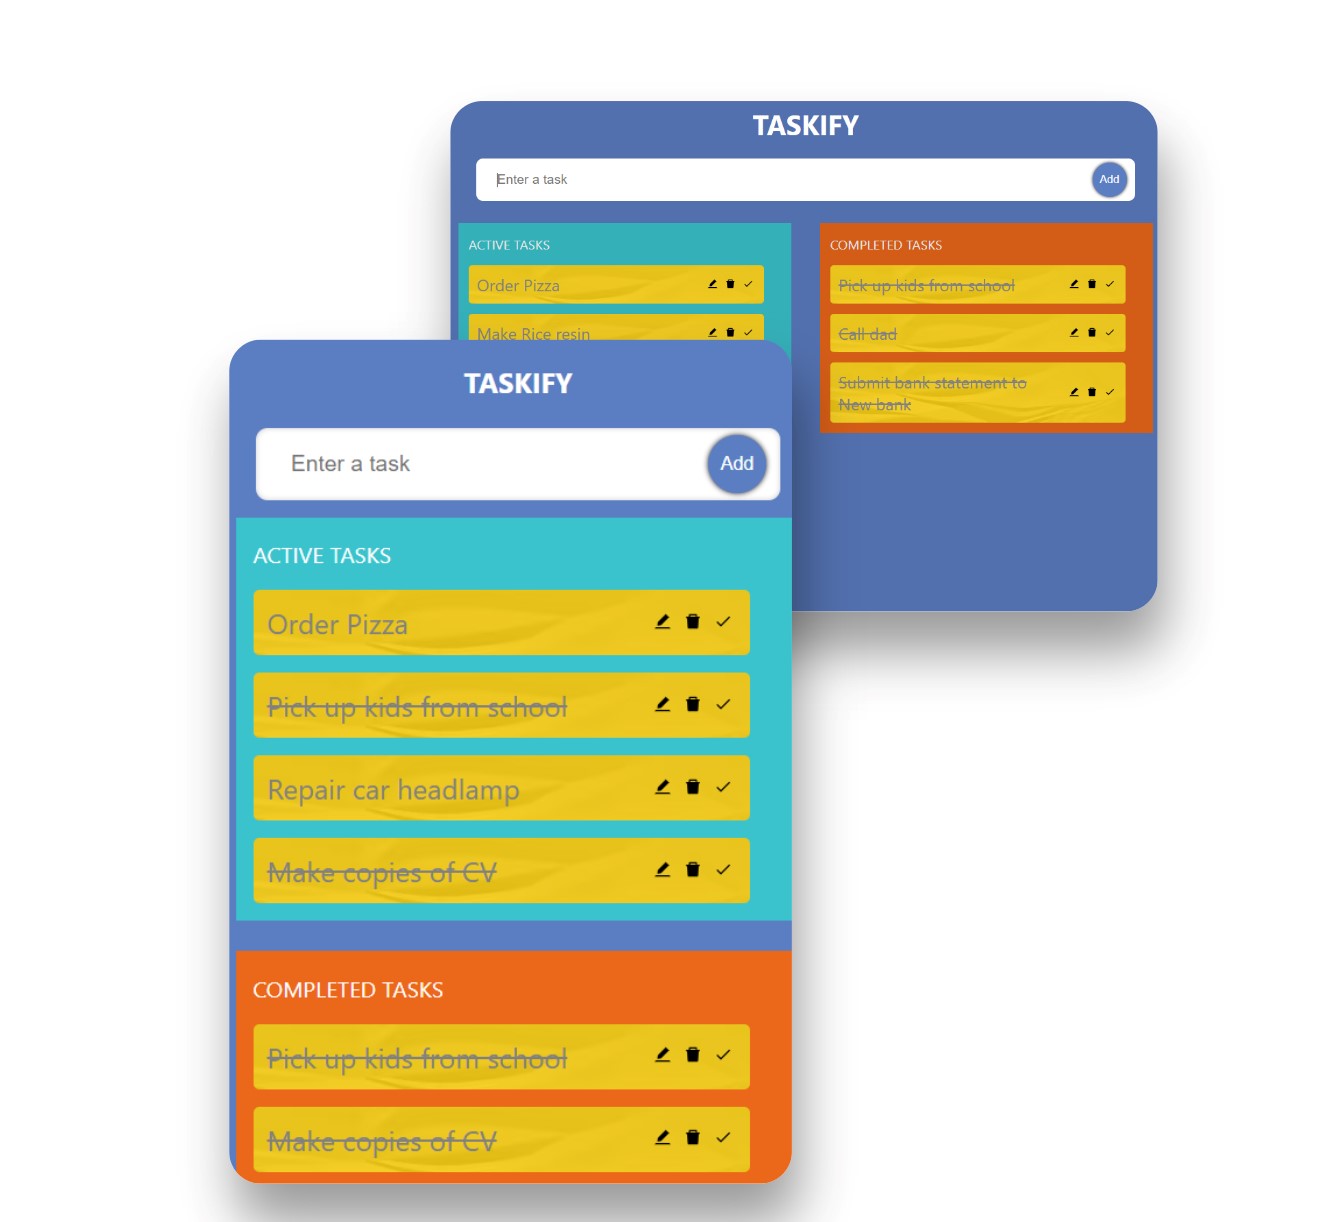 TASKIFY
Enter a task
Add
ACTIVE TASKS
Order Pizza
Make Rice resin
COMPLETED TASKS
Pick up kids from school
Call dad
Submit bank statement to
New bank
TASKIFY
Enter a task
Add
ACTIVE TASKS
Order Pizza
Pick up kids from school
Repair car headlamp
Make copies of CV
COMPLETED TASKS
Pick up kids from school
Make copies of CV